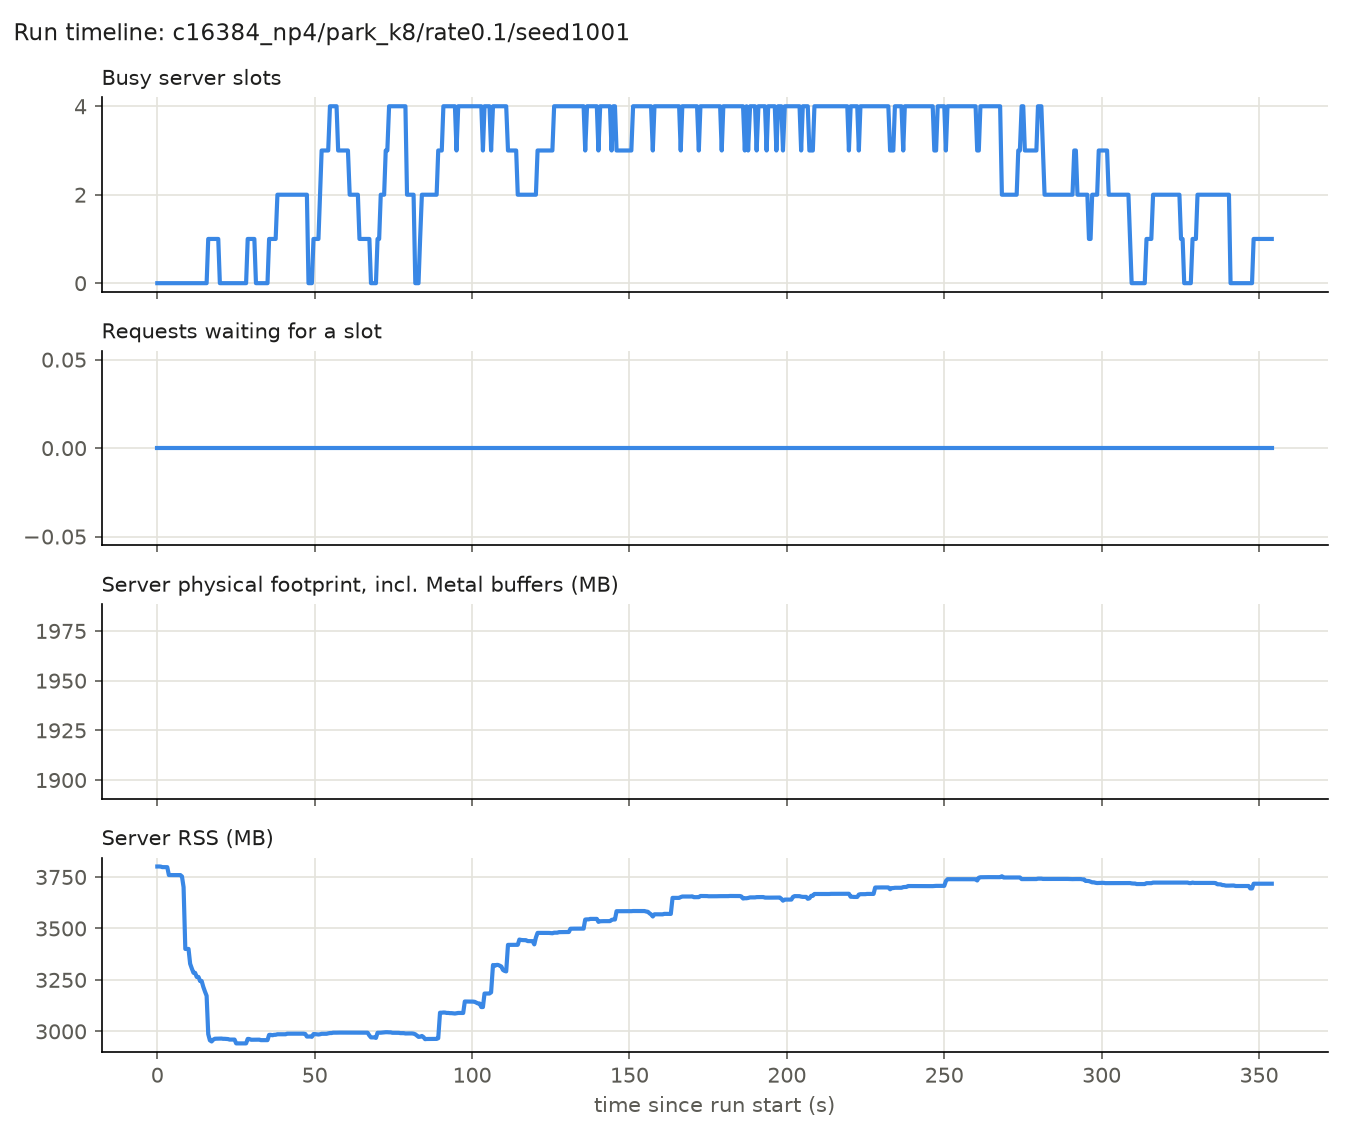 Run timeline: c16384_np4/park_k8/rate0.1/seed1001
Busy server slots
4
2
0
Requests waiting for a slot
0.05
0.00
−0.05
Server physical footprint, incl. Metal buffers (MB)
1975
1950
1925
1900
Server RSS (MB)
3750
3500
3250
3000
0 50 100 150 200 250 300 350
time since run start (s)